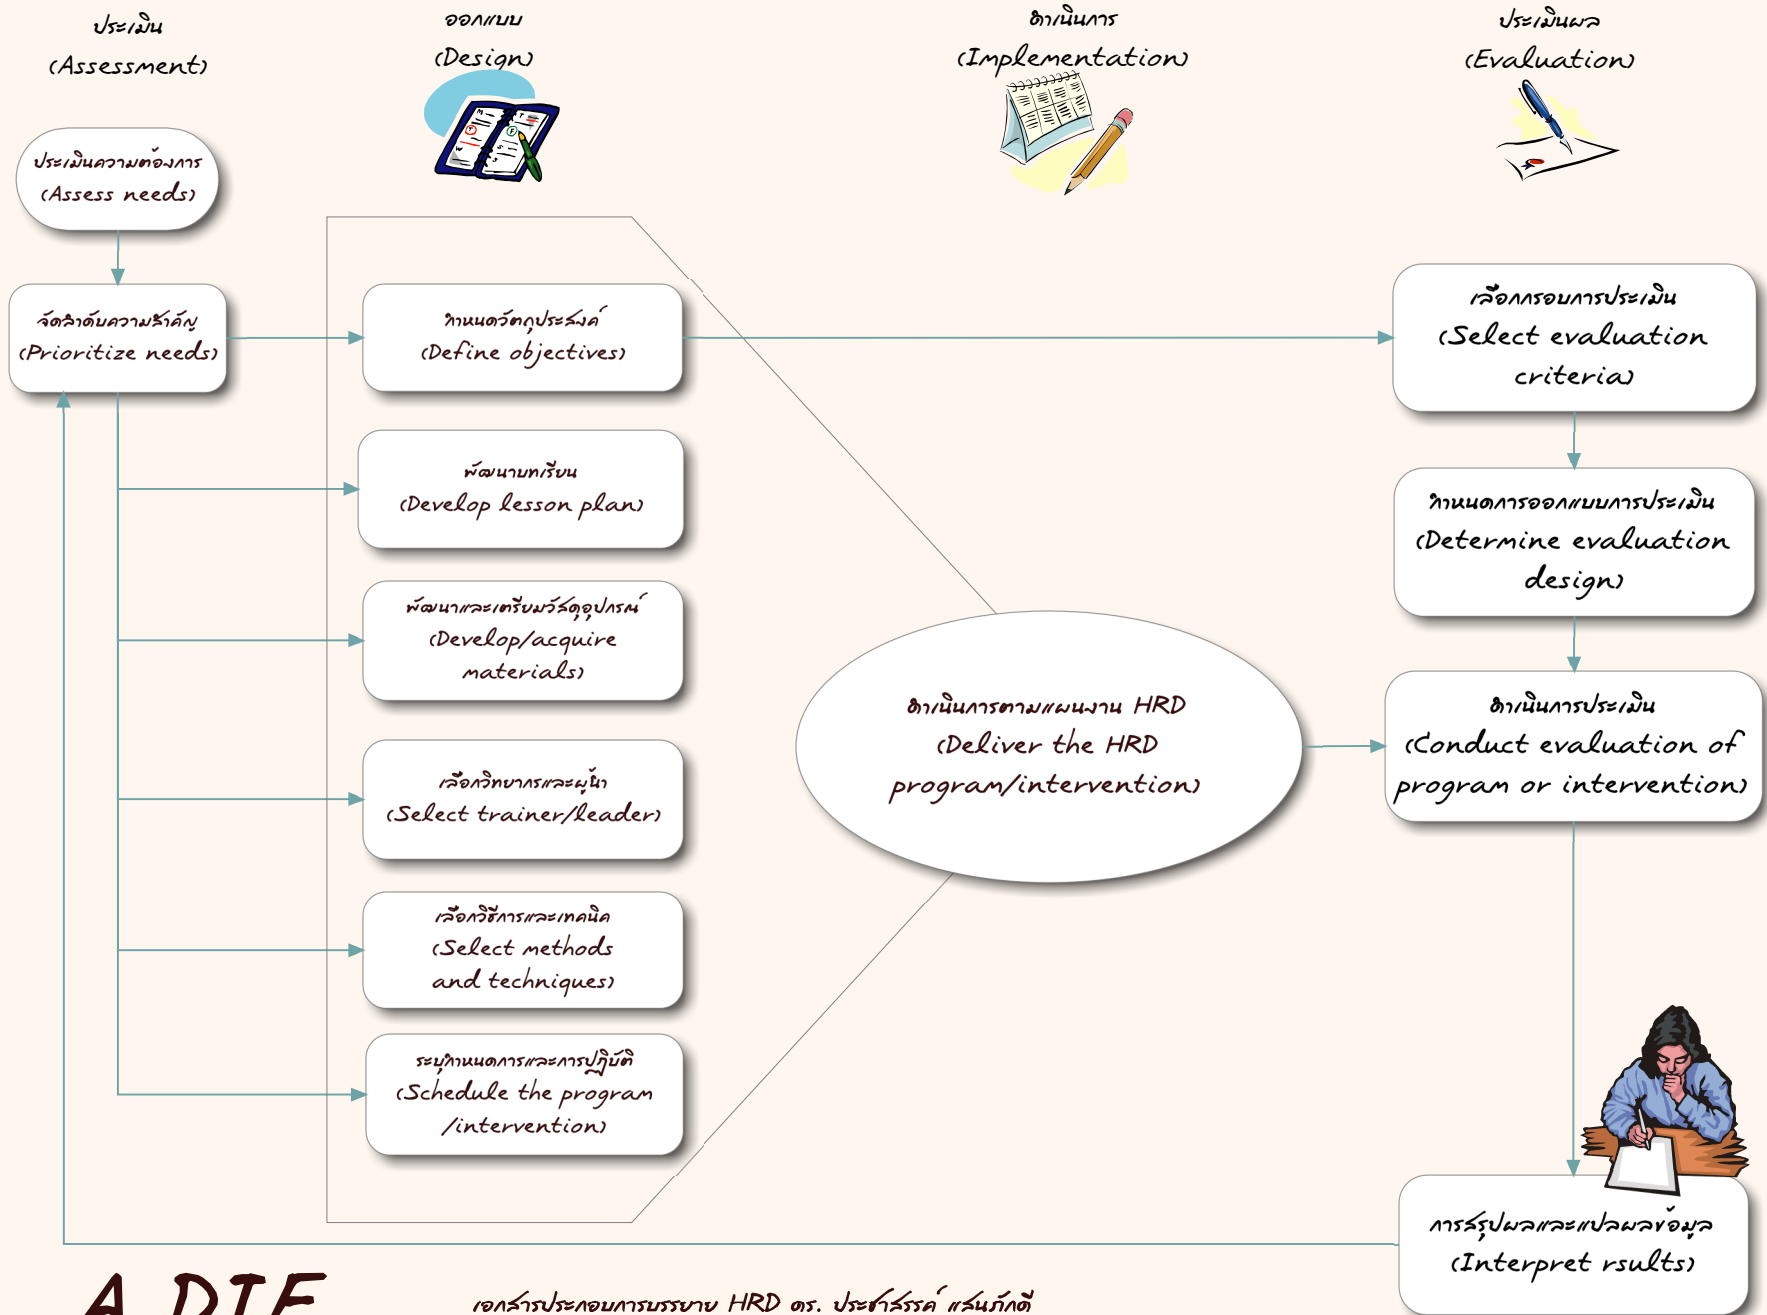 ประเมิน
(Assessment)
ออกแบบ
(Design)
ดำเนินการ
(Implementation)
ประเมินผล
(Evaluation)
ประเมินความต้องการ
(Assess needs)
จัดลำดับความสำคัญ
(Prioritize needs)
กำหนดวัตถุประสงค์
(Define objectives)
พัฒนาบทเรียน
(Develop lesson plan)
พัฒนาและเตรียมวัสดุอุปกรณ์
(Develop/acquire
materials)
เลือกวิทยากรและผู้นำ
(Select trainer/leader)
เลือกวิธีการและเทคนิค
(Select methods
and techniques)
ระบุกำหนดการและการปฏิบัติ
(Schedule the program
/intervention)
ดำเนินการตามแผนงาน HRD
(Deliver the HRD
program/intervention)
เลือกกรอบการประเมิน
(Select evaluation
criteria)
กำหนดการออกแบบการประเมิน
(Determine evaluation
design)
ดำเนินการประเมิน
(Conduct evaluation of
program or intervention)
การสรุปผลและแปลผลข้อมูล
(Interpret rsults)
A DIE
เอกสารประกอบการบรรยาย HRD ดร. ประชาสรรค์ แสนภักดี